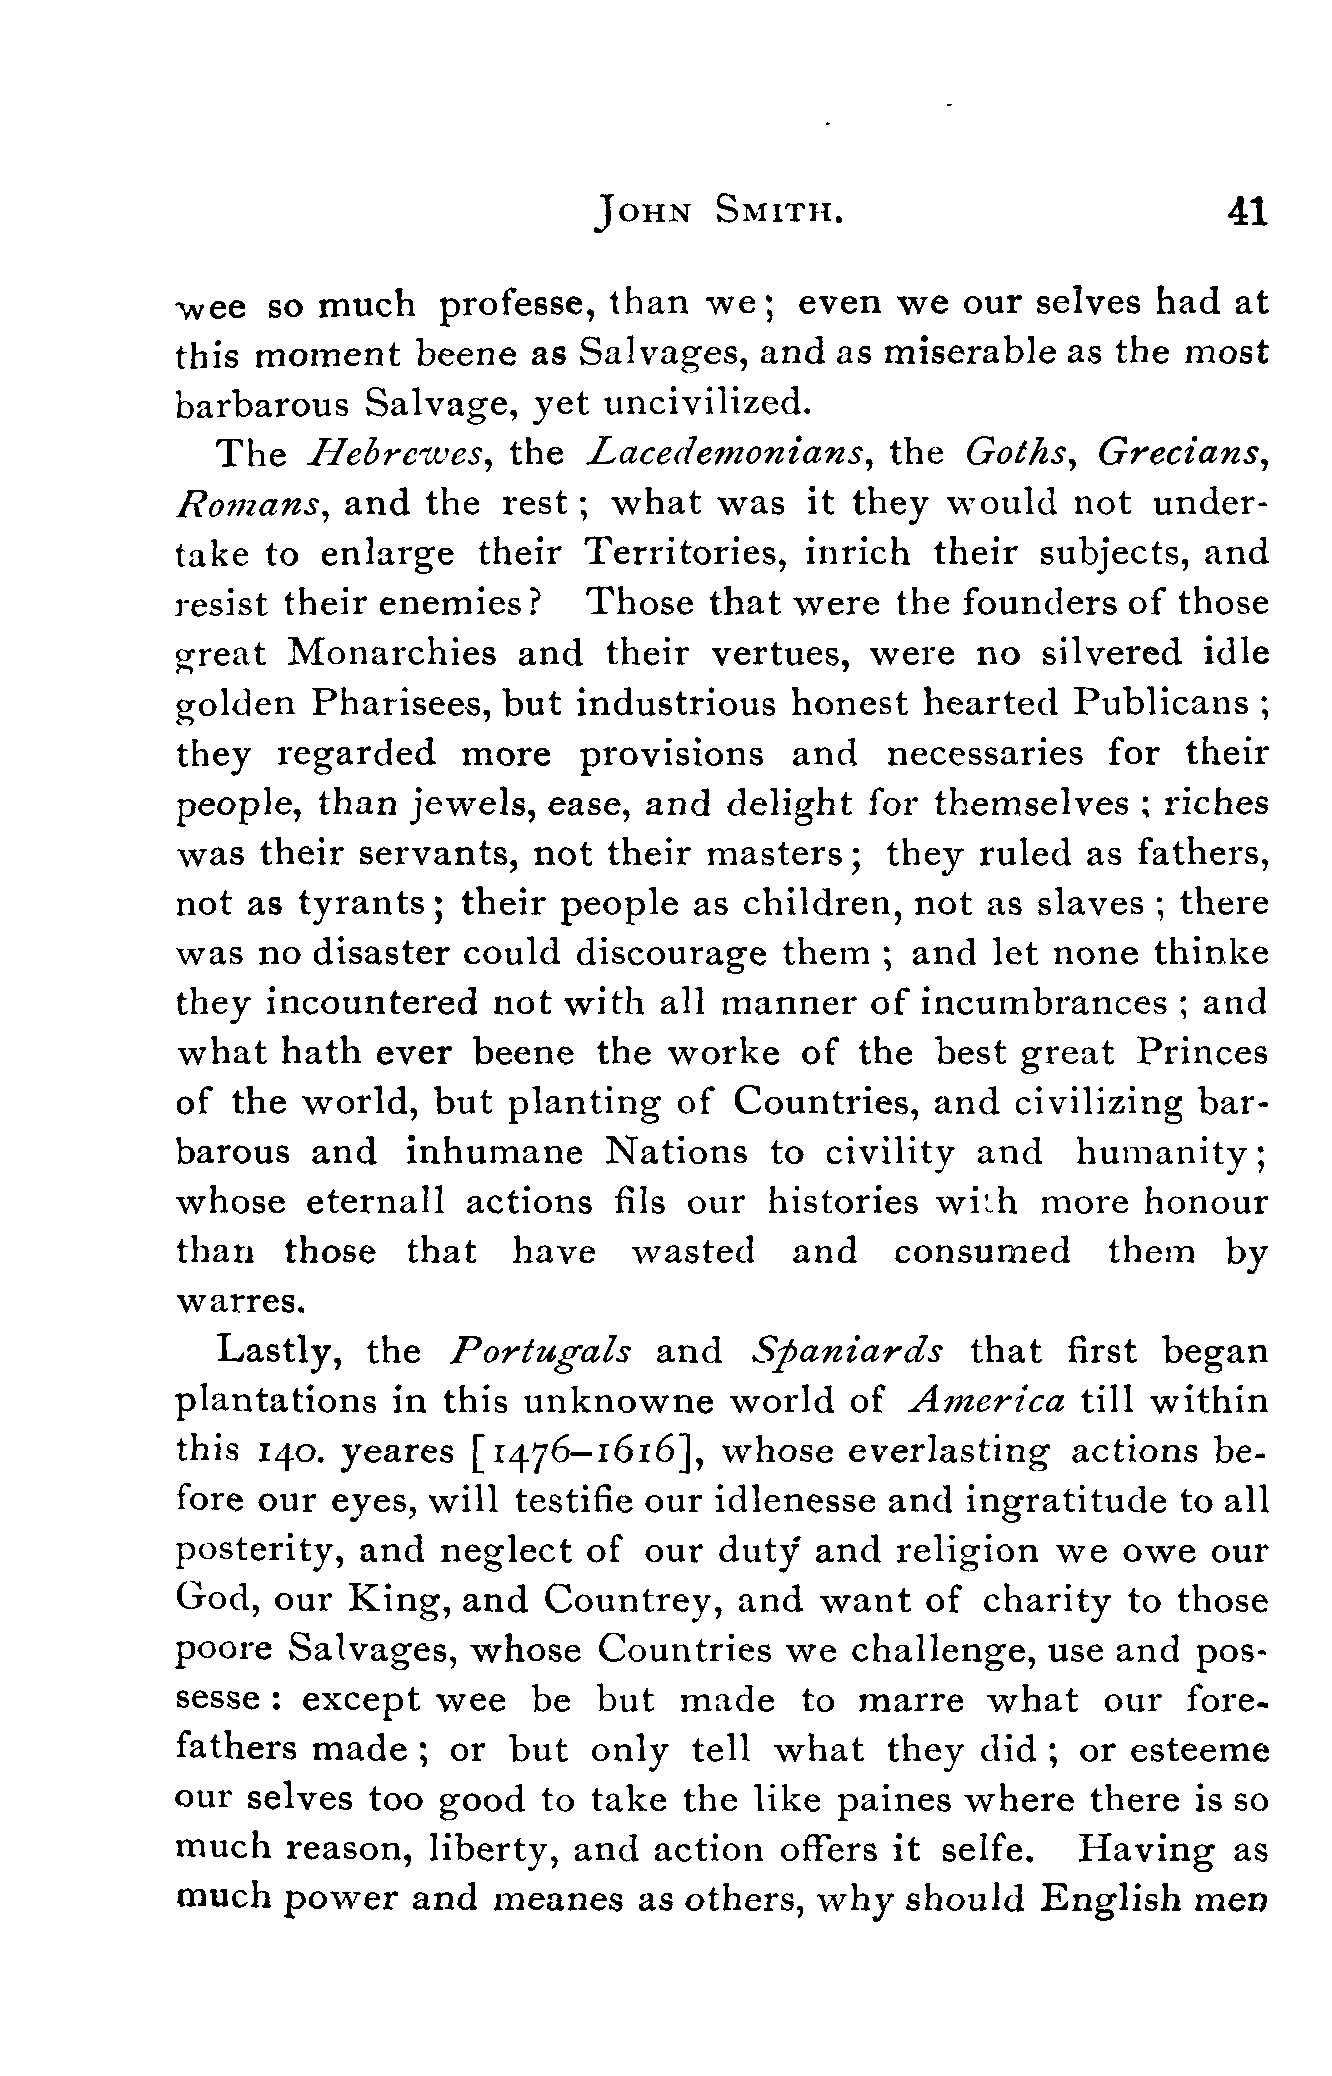 John Smith. 41
wee so much professe, than we; even we our selves had at
this moment beene as Salvages, and as miserable as the most
barbarous Salvage, yet uncivilized.
The Hebrewes, the Lacedemonians, the Goths, Grecians,
Romans, and the rest; what was it they would not under-
take to enlarge their Territories, inrich their subjects, and
resist their enemies? Those that were the founders of those
great Monarchies and their vertues, were no silvered idle
golden Pharisees, but industrious honest hearted Publicans;
they regarded more provisions and necessaries for their
people, than jewels, ease, and delight for themselves; riches
was their servants, not their masters; they ruled as fathers,
not as tyrants; their people as children, not as slaves; there
was no disaster could discourage them; and let none thinke
they incountered not with all manner of incumbrances; and
what hath ever beene the worke of the best great Princes
of the world, but planting of Countries, and civilizing bar-
barous and inhumane Nations to civility and humanity;
whose eternall actions fils our histories with more honour
than those that have wasted and consumed them by
warres.
Lastly, the Portugals and Spaniards that first began
plantations in this unknowne world of America till within
this 140. yeares [1476–1616], whose everlasting actions be-
fore our eyes, will testifie our idlenesse and ingratitude to all
posterity, and neglect of our duty and religion we owe our
God, our King, and Countrey, and want of charity to those
poore Salvages, whose Countries we challenge, use and pos-
sesse: except wee be but made to marre what our fore-
fathers made; or but only tell what they did; or esteeme
our selves too good to take the like paines where there is so
much reason, liberty, and action offers it selfe. Having as
much power and meanes as others, why should English men